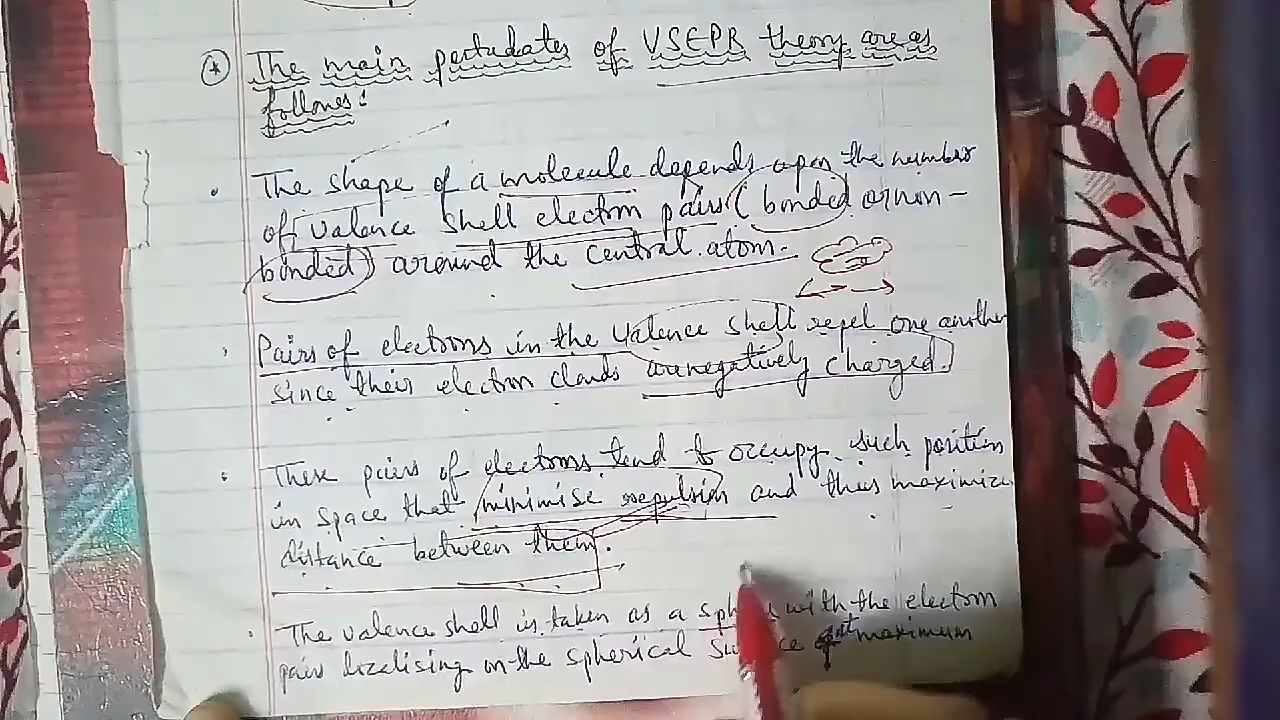 The main postudates of VSEPR theory are as
follones:
The shape of a molecule depends upon the number
of valence shell electron pairs (bonded or non-
bonded) around the central atom.
Pairs of electrons in the valence shell repel one another
since their electron clouds are negatively charged.
These pairs of electrons tend to occupy such position
in space that minimise repulsion and thus maximize
distance between them.
The valence shell is taken as a with the electron
pair localising on the spherical at maximum